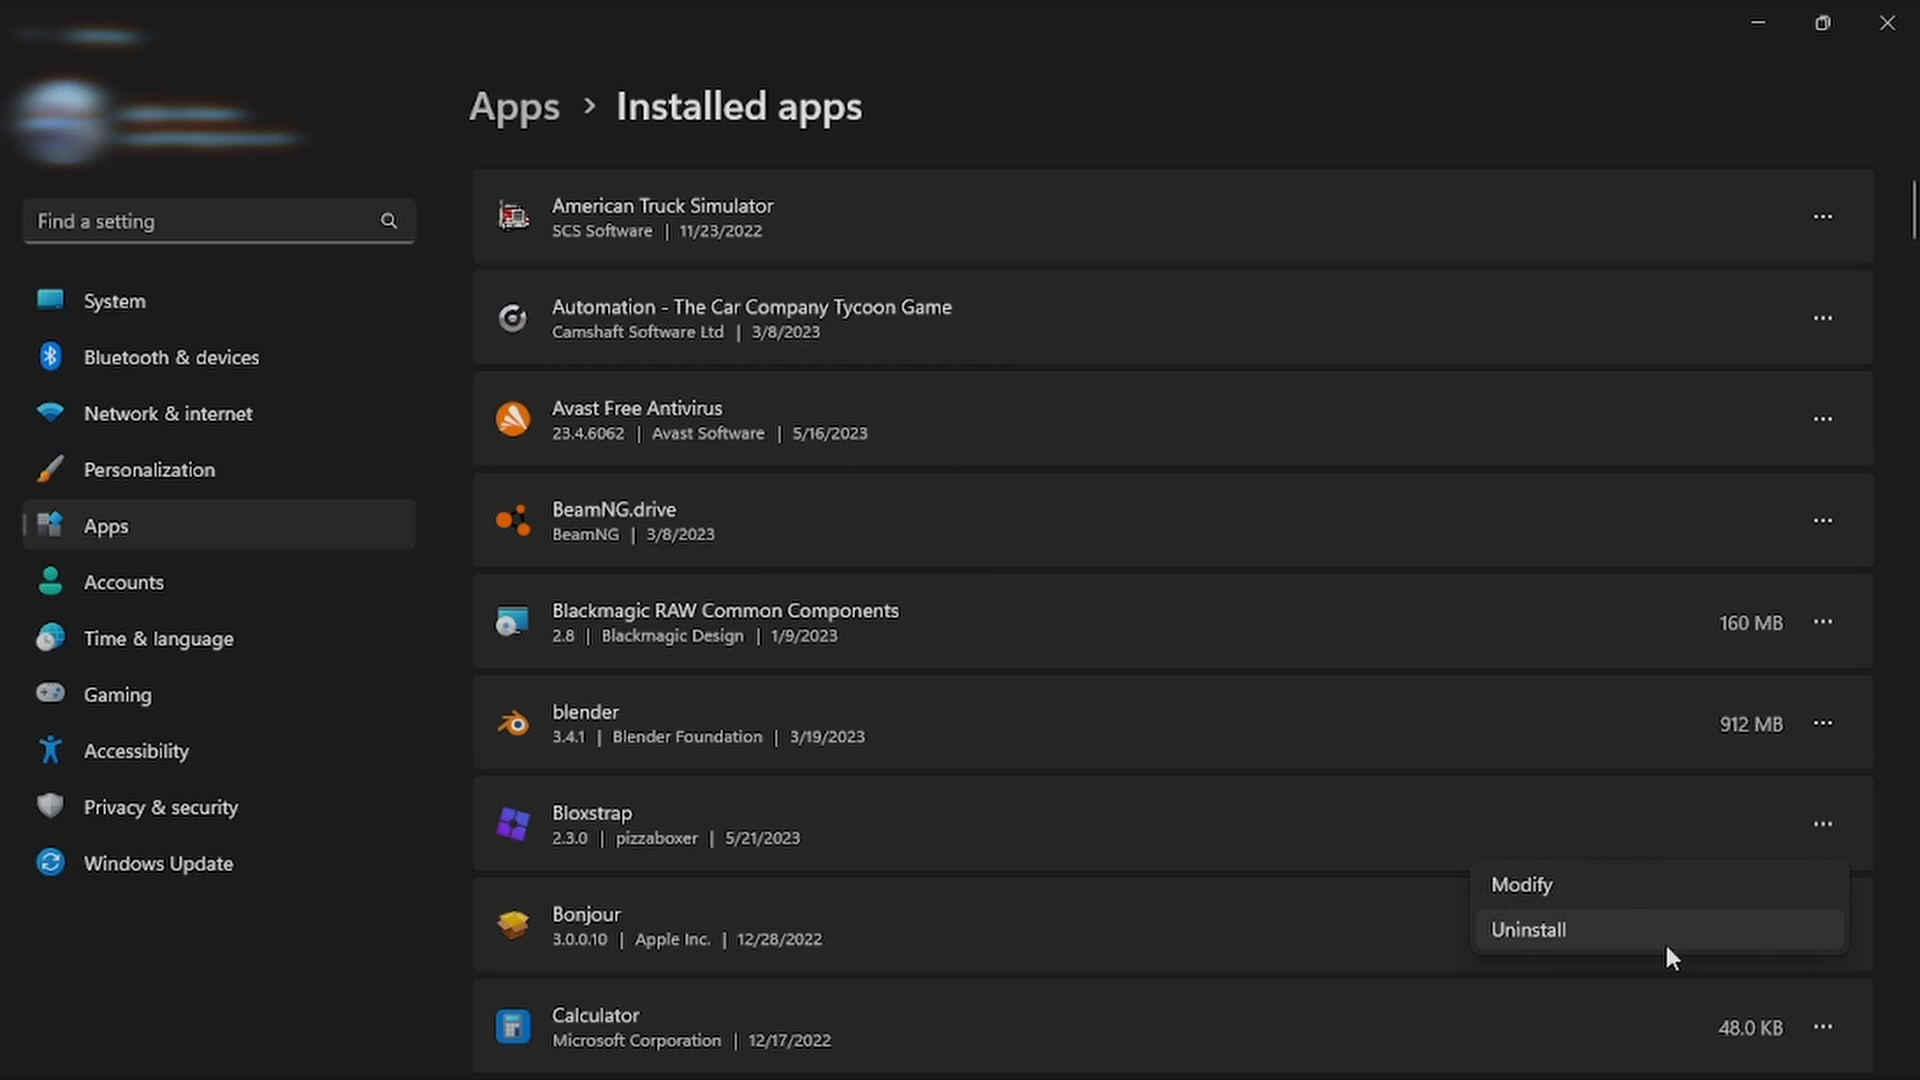 Apps > Installed apps
Find a setting
System
Bluetooth & devices
Network & internet
Personalization
Apps
Accounts
Time & language
Gaming
Accessibility
Privacy & security
Windows Update
American Truck Simulator
SCS Software | 11/23/2022
Automation - The Car Company Tycoon Game
Camshaft Software Ltd | 3/8/2023
Avast Free Antivirus
23.4.6062 | Avast Software | 5/16/2023
BeamNG.drive
BeamNG | 3/8/2023
Blackmagic RAW Common Components
2.8 | Blackmagic Design | 1/9/2023
160 MB
blender
3.4.1 | Blender Foundation | 3/19/2023
912 MB
Bloxstrap
2.3.0 | pizzaboxer | 5/21/2023
Modify
Uninstall
Bonjour
3.0.0.10 | Apple Inc. | 12/28/2022
Calculator
Microsoft Corporation | 12/17/2022
48.0 KB